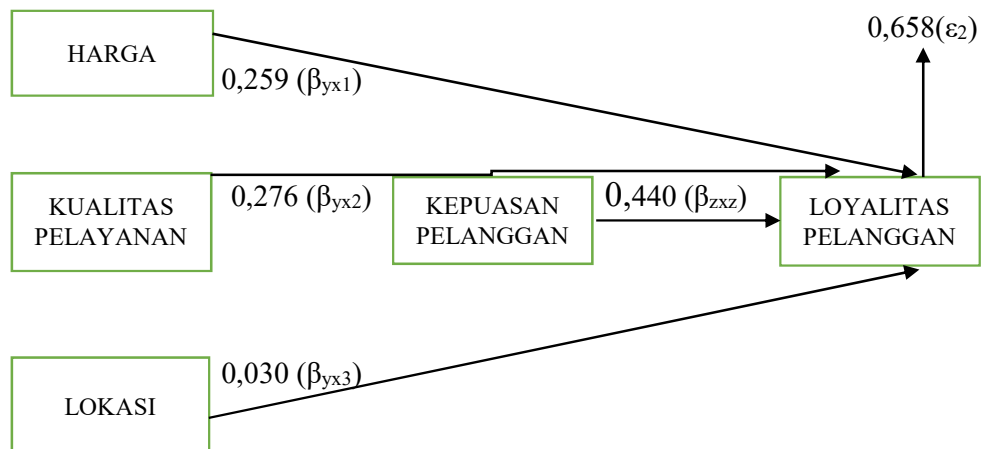 0,658(ε2)
HARGA
0,259 (βyx1)
KUALITAS
PELAYANAN
0,276 (βyx2)
KEPUASAN
PELANGGAN
0,440 (βzxz)
LOYALITAS
PELANGGAN
0,030 (βyx3)
LOKASI